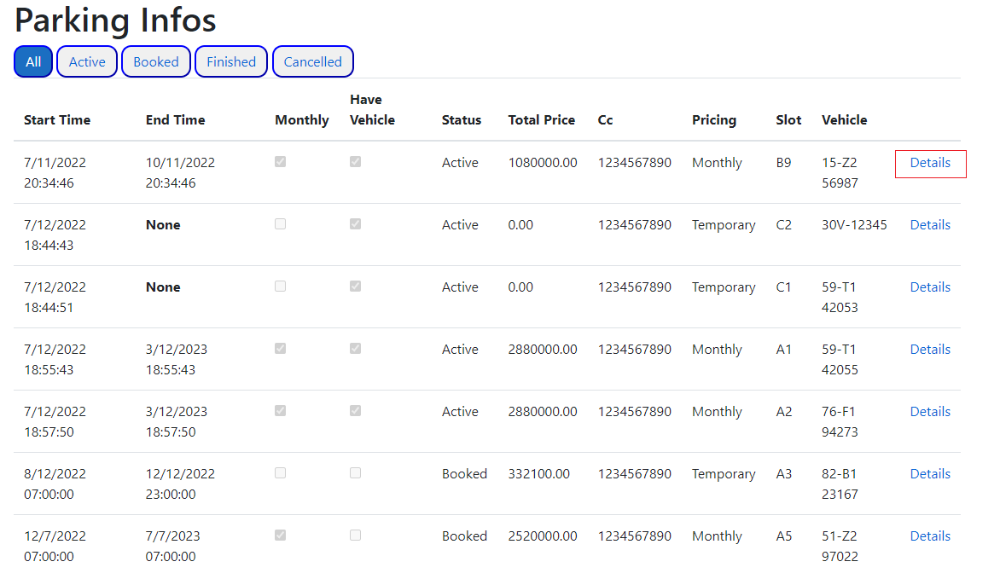 Parking Infos
All Active Booked Finished Cancelled
Have
Start Time End Time Monthly Vehicle Status Total Price Cc Pricing Slot Vehicle
7/11/2022 10/11/2022 Active 1080000.00 1234567890 Monthly B9 15-Z2 Details
20:34:46 20:34:46 56987
7/12/2022 None Active 0.00 1234567890 Temporary C2 30V-12345 Details
18:44:43
7/12/2022 None Active 0.00 1234567890 Temporary C1 59-T1 Details
18:44:51 42053
7/12/2022 3/12/2023 Active 2880000.00 1234567890 Monthly A1 59-T1 Details
18:55:43 18:55:43 42055
7/12/2022 3/12/2023 Active 2880000.00 1234567890 Monthly A2 76-F1 Details
18:57:50 18:57:50 94273
8/12/2022 12/12/2022 Booked 332100.00 1234567890 Temporary A3 82-B1 Details
07:00:00 23:00:00 23167
12/7/2022 7/7/2023 Booked 2520000.00 1234567890 Monthly A5 51-Z2 Details
07:00:00 07:00:00 97022